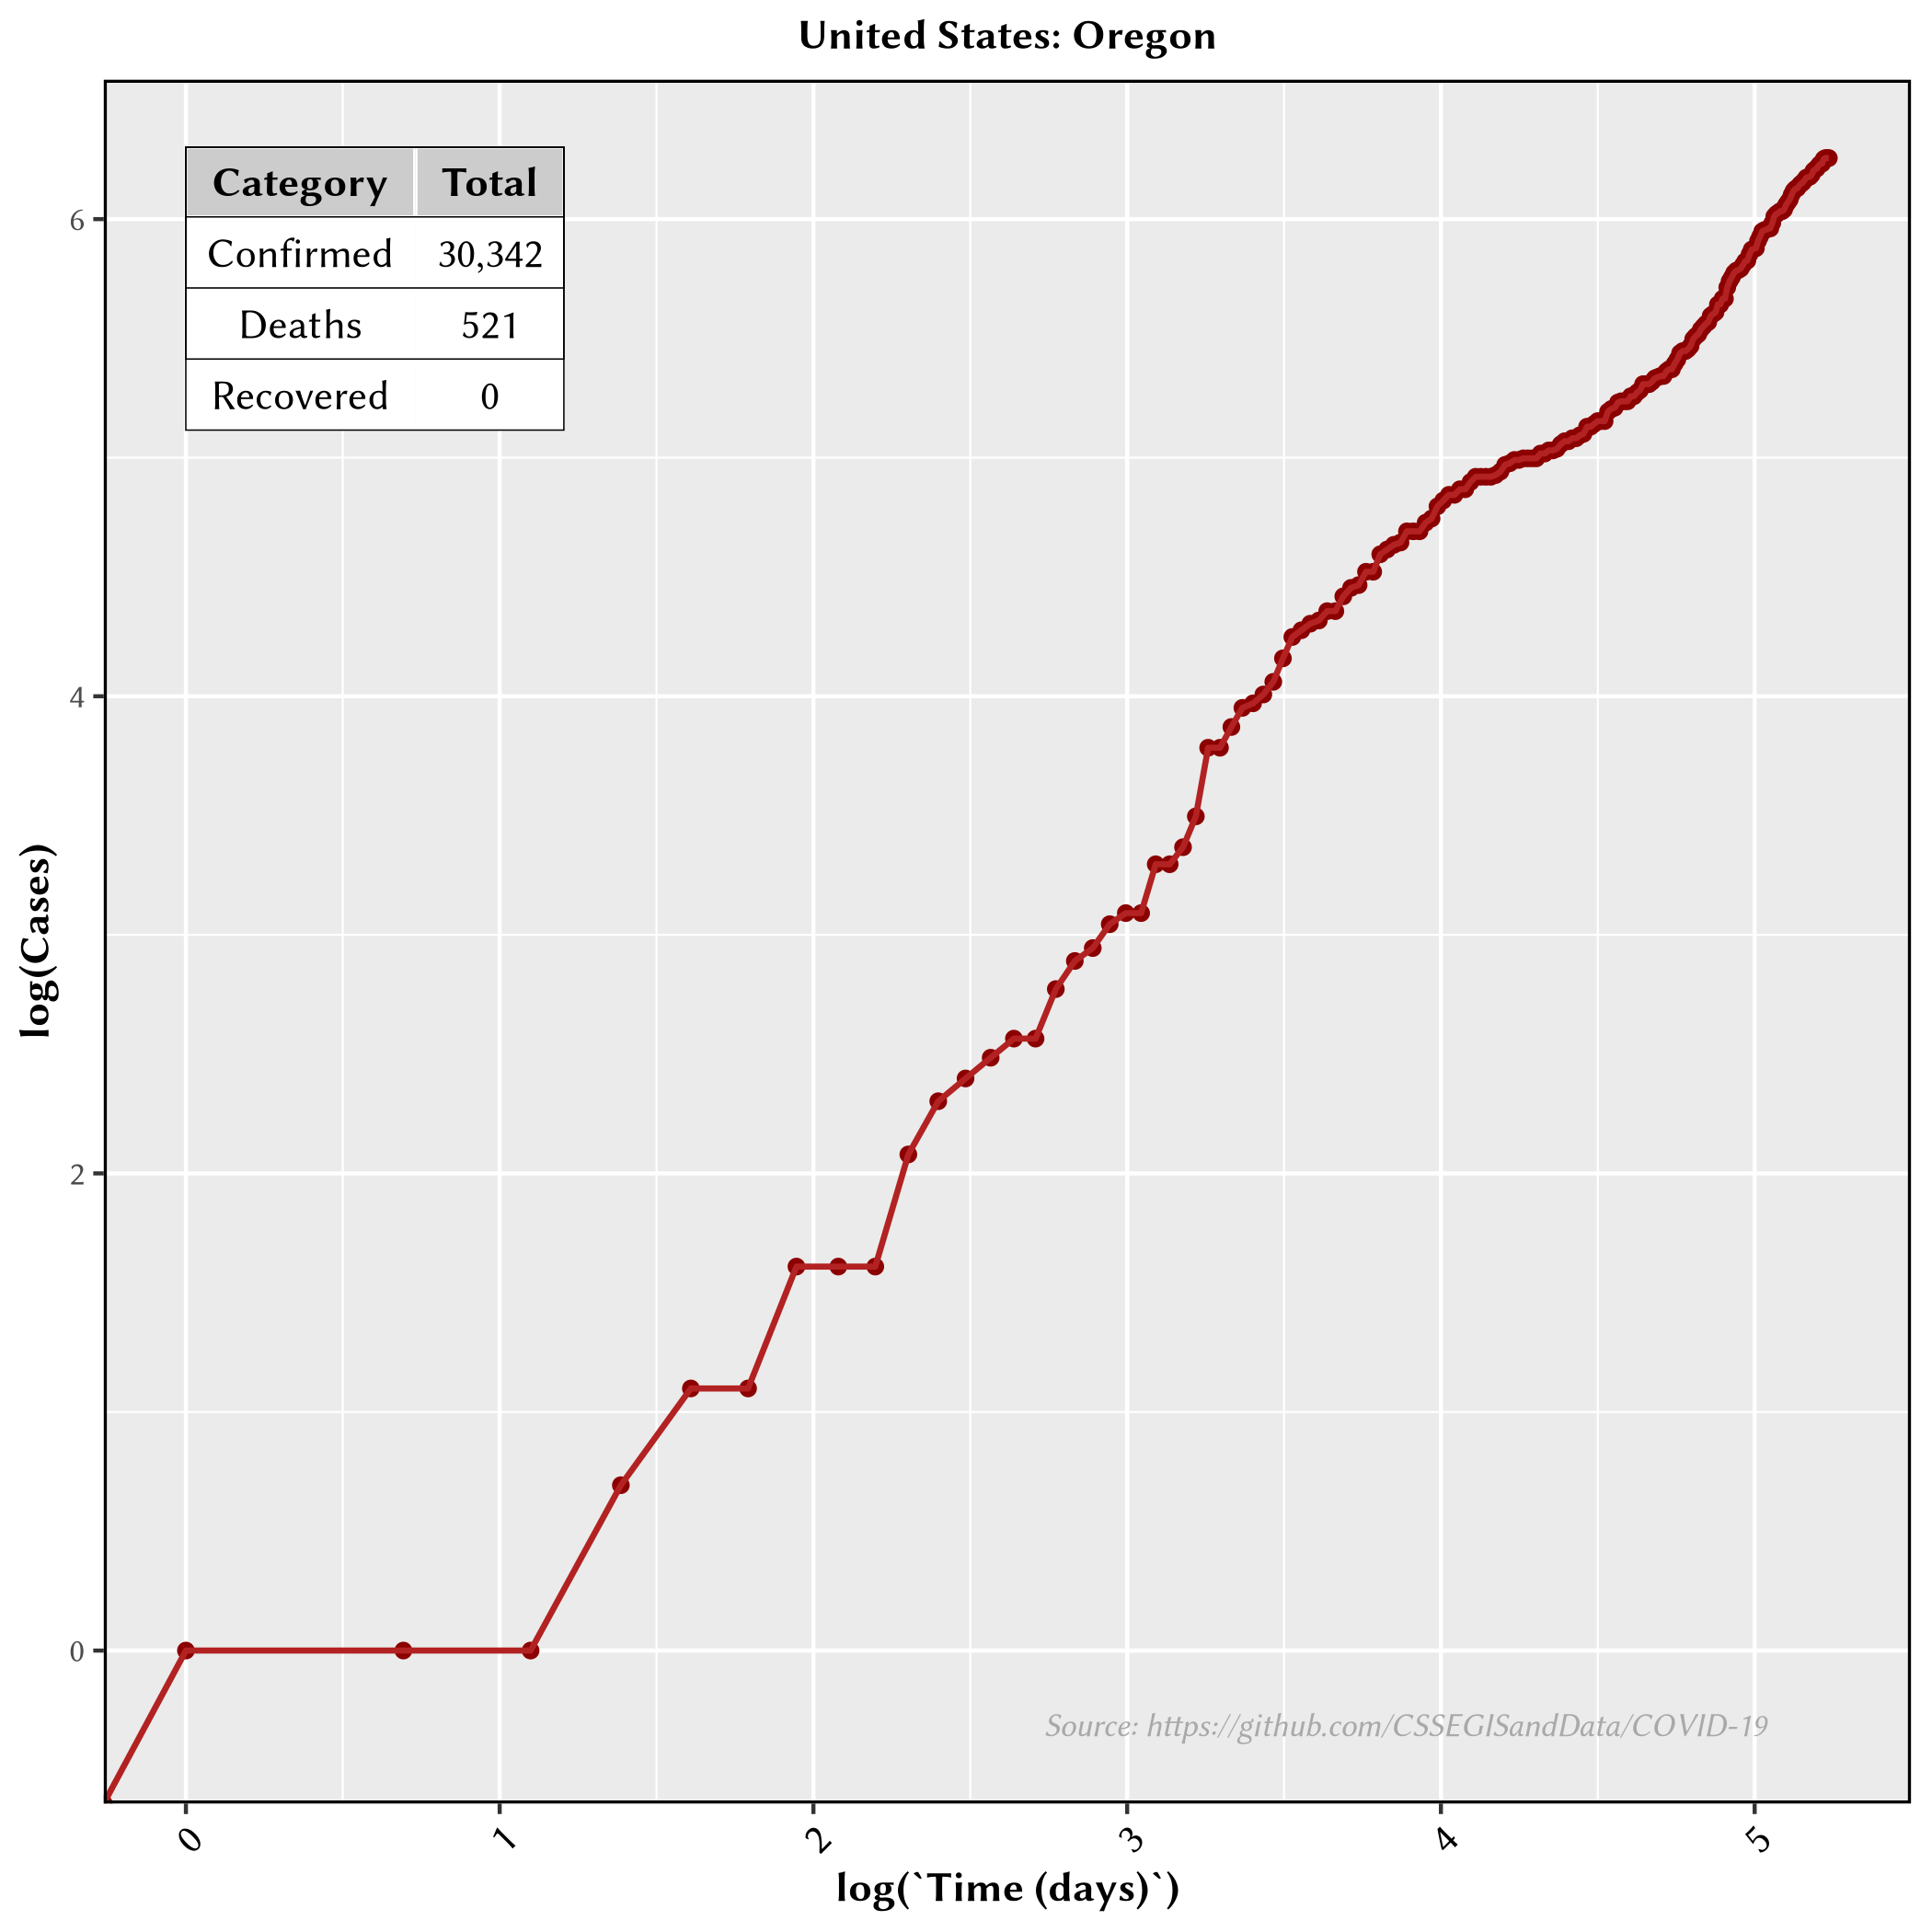 United States: Oregon
Category Total
Confirmed 30,342
Deaths 521
Recovered 0
6
4
2
0
log(Cases)
Source: https://github.com/CSSEGISandData/COVID-19
0 1 2 3 4 5
log(`Time (days)`)